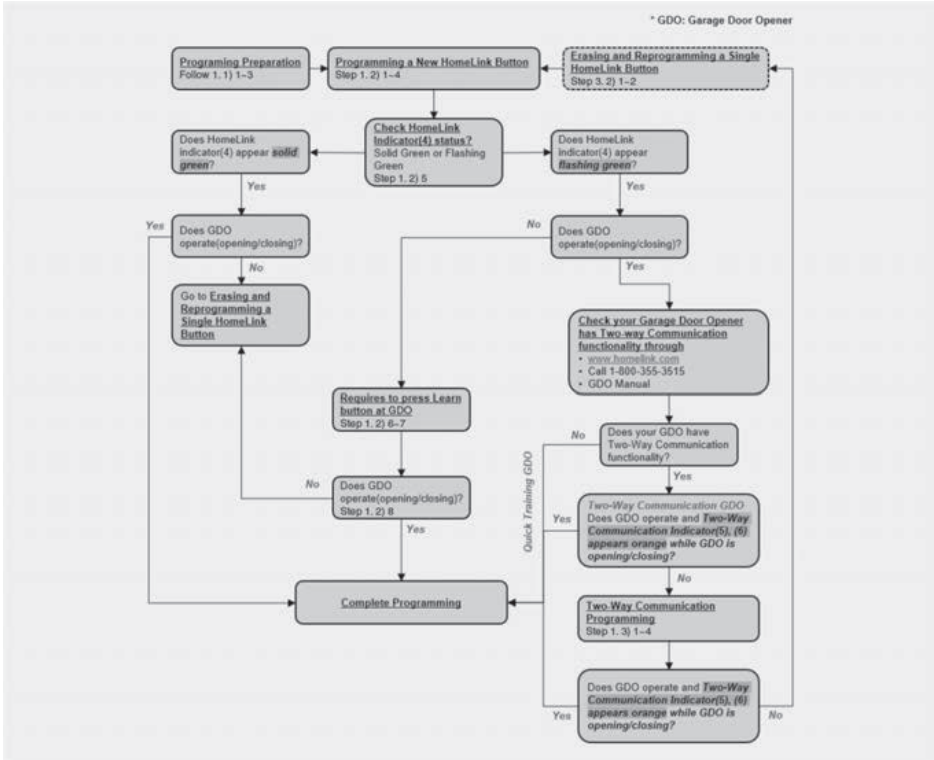 * GDO: Garage Door Opener
Programing Preparation
Follow 1. 1) 1~3
Programming a New HomeLink Button
Step 1. 2) 1~4
Erasing and Reprogramming a Single
HomeLink Button
Step 3. 2) 1~2
Does HomeLink
indicator(4) appear solid
green?
Check HomeLink
Indicator(4) status?
Solid Green or Flashing
Green
Step 1. 2) 5
Does HomeLink
indicator(4) appear
flashing green?
Yes
Yes
Does GDO
operate(opening/closing)?
No
Does GDO
operate(opening/closing)?
No
Yes
Go to Erasing and
Reprogramming a
Single HomeLink
Button
Check your Garage Door Opener
has Two-way Communication
functionality through
• www.homelink.com
• Call 1-800-355-3515
• GDO Manual
Requires to press Learn
button at GDO
Step 1. 2) 6~7
No
Does your GDO have
Two-Way Communication
functionality?
Quick Training GDO
Yes
No
Does GDO
operate(opening/closing)?
Step 1. 2) 8
Yes
Yes
Two-Way Communication GDO
Does GDO operate and Two-Way
Communication Indicator(5), (6)
appears orange while GDO is
opening/closing?
No
Complete Programming
Two-Way Communication
Programming
Step 1. 3) 1~4
Does GDO operate and Two-Way
Communication Indicator(5), (6)
appears orange while GDO is
opening/closing?
Yes
No